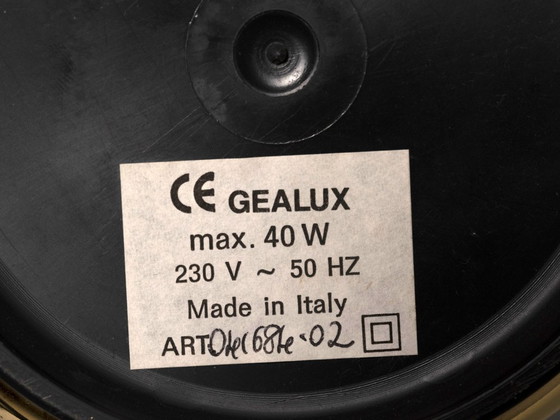 CE GEALUX
max. 40 W
230 V ~ 50 HZ
Made in Italy
ART.